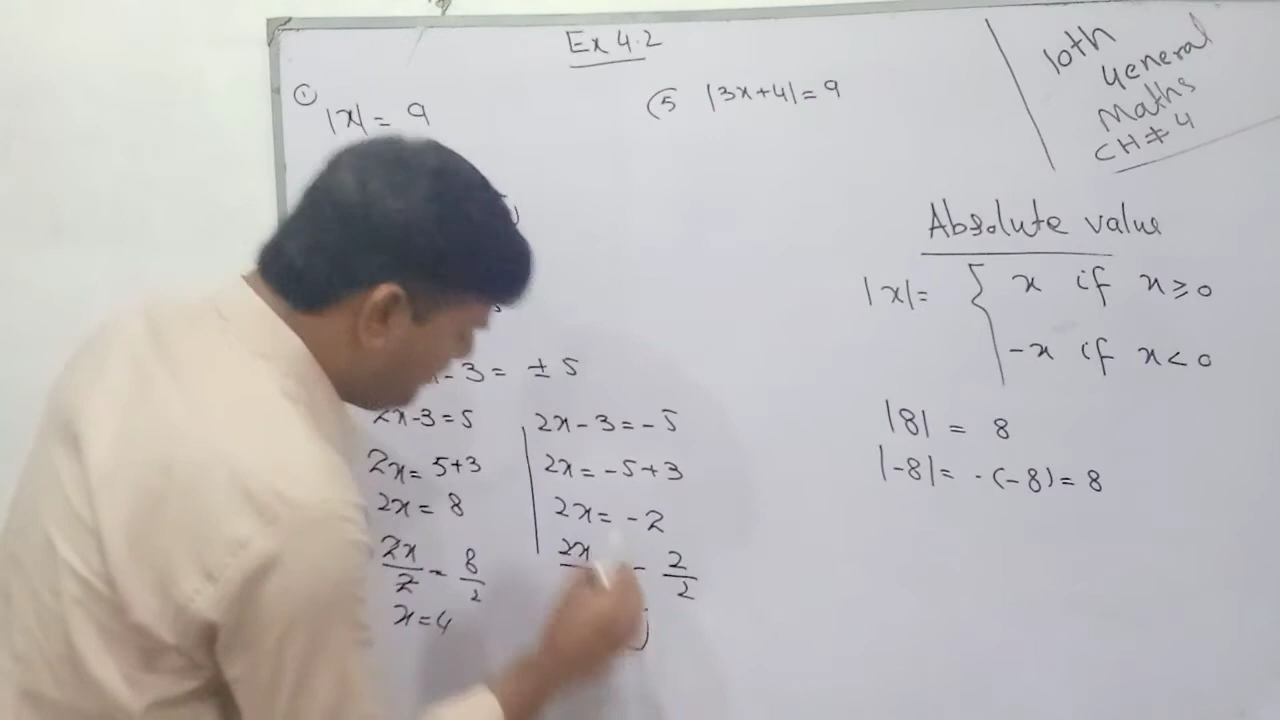 Ex 4.2
①
|x| = 9
(5 |3x+4| = 9
10th
General
Maths
CH # 4
- 3 = ± 5
2x-3=5
2x = 5+3
2x = 8
2x/2 = 8/2
x = 4
2x - 3 = - 5
2x = -5+3
2x = - 2
2x - 2/2
Absolute value
|x| = { x if x ≥ 0
-x if x < 0
|8| = 8
|-8| = -(-8) = 8